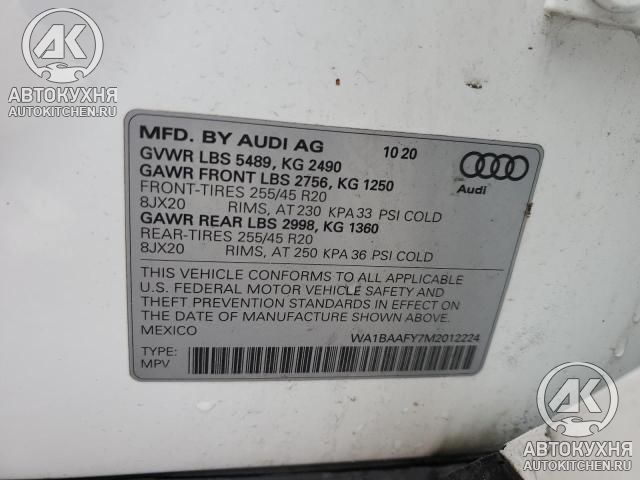 AK
АВТОКУХНЯ
AUTOKITCHEN.RU
MFD. BY AUDI AG 10 20
GVWR LBS 5489, KG 2490
GAWR FRONT LBS 2756, KG 1250
FRONT-TIRES 255/45 R20
8JX20 RIMS, AT 230 KPA 33 PSI COLD
GAWR REAR LBS 2998, KG 1360
REAR-TIRES 255/45 R20
8JX20 RIMS, AT 250 KPA 36 PSI COLD
Audi
THIS VEHICLE CONFORMS TO ALL APPLICABLE
U.S. FEDERAL MOTOR VEHICLE SAFETY AND
THEFT PREVENTION STANDARDS IN EFFECT ON
THE DATE OF MANUFACTURE SHOWN ABOVE.
MEXICO WA1BAAFY7M2012224
TYPE:
MPV
AK
АВТОКУХНЯ
AUTOKITCHEN.RU